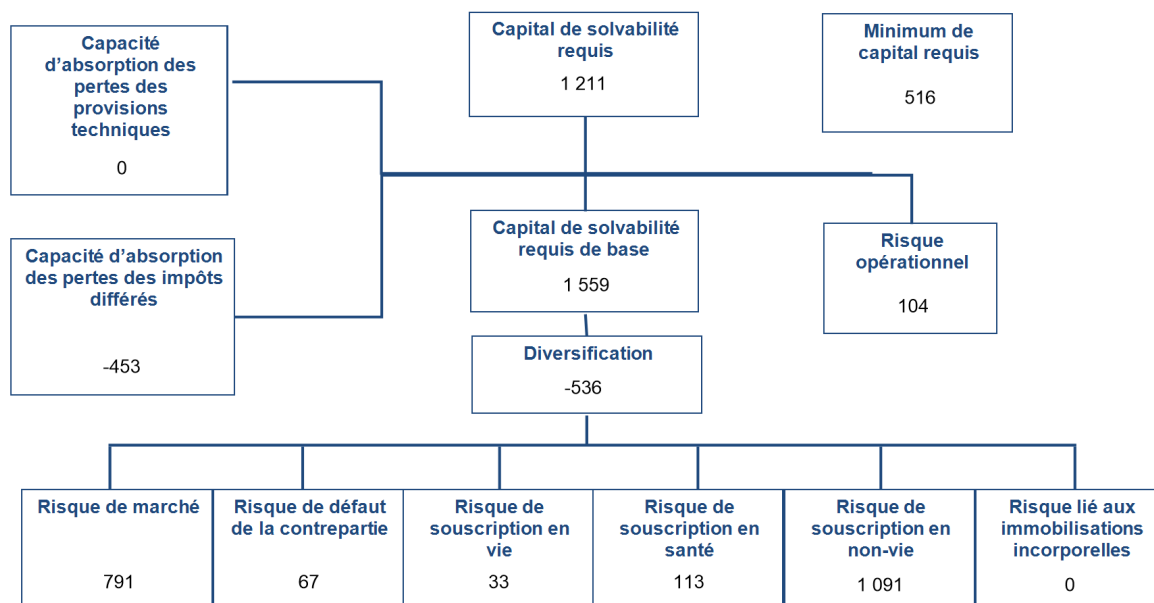 Capacité
d'absorption des
pertes des
provisions
techniques
0
Capital de solvabilité
requis
1 211
Minimum de
capital requis
516
Capacité d'absorption
des pertes des impôts
différés
-453
Capital de solvabilité
requis de base
1 559
Risque
opérationnel
104
Diversification
-536
Risque de marché
791
Risque de défaut
de la contrepartie
67
Risque de
souscription en
vie
33
Risque de
souscription en
santé
113
Risque de
souscription en
non-vie
1 091
Risque lié aux
immobilisations
incorporelles
0